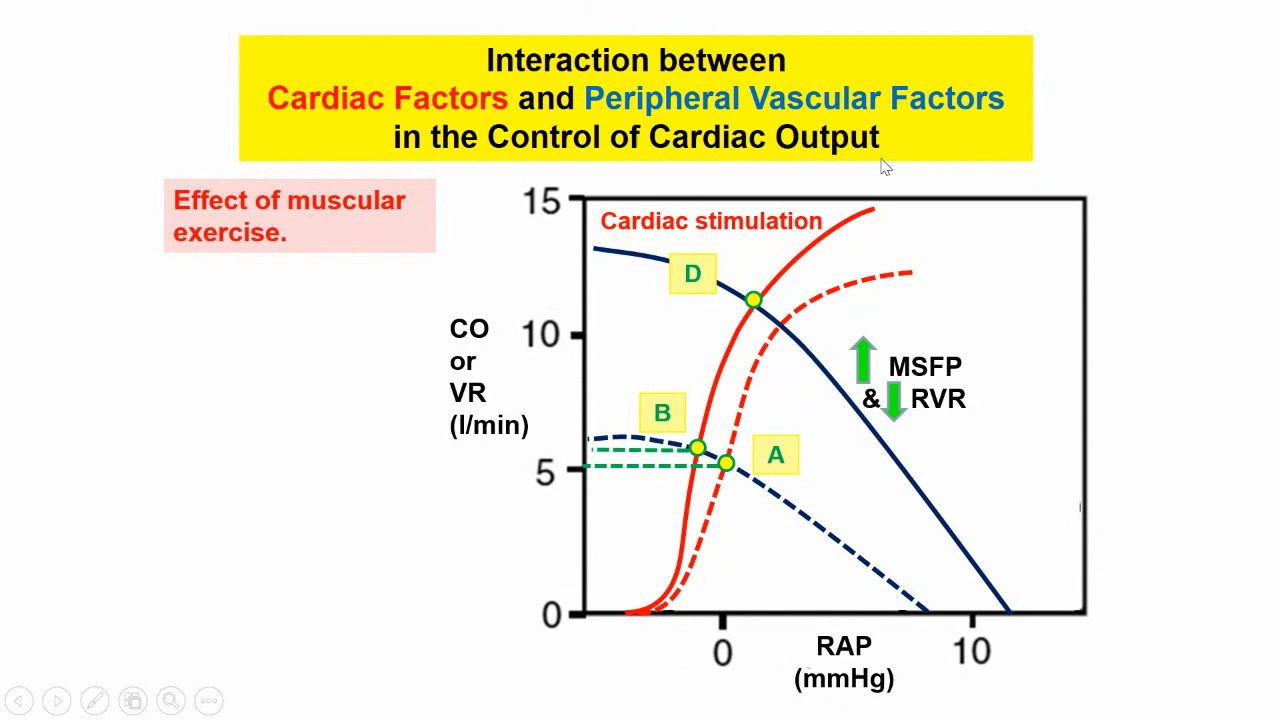 Interaction between
Cardiac Factors and Peripheral Vascular Factors
in the Control of Cardiac Output
Effect of muscular
exercise.
15
Cardiac stimulation
D
CO
or
VR
(l/min)
10
MSFP
& RVR
B
A
5
0
0
RAP
(mmHg)
10